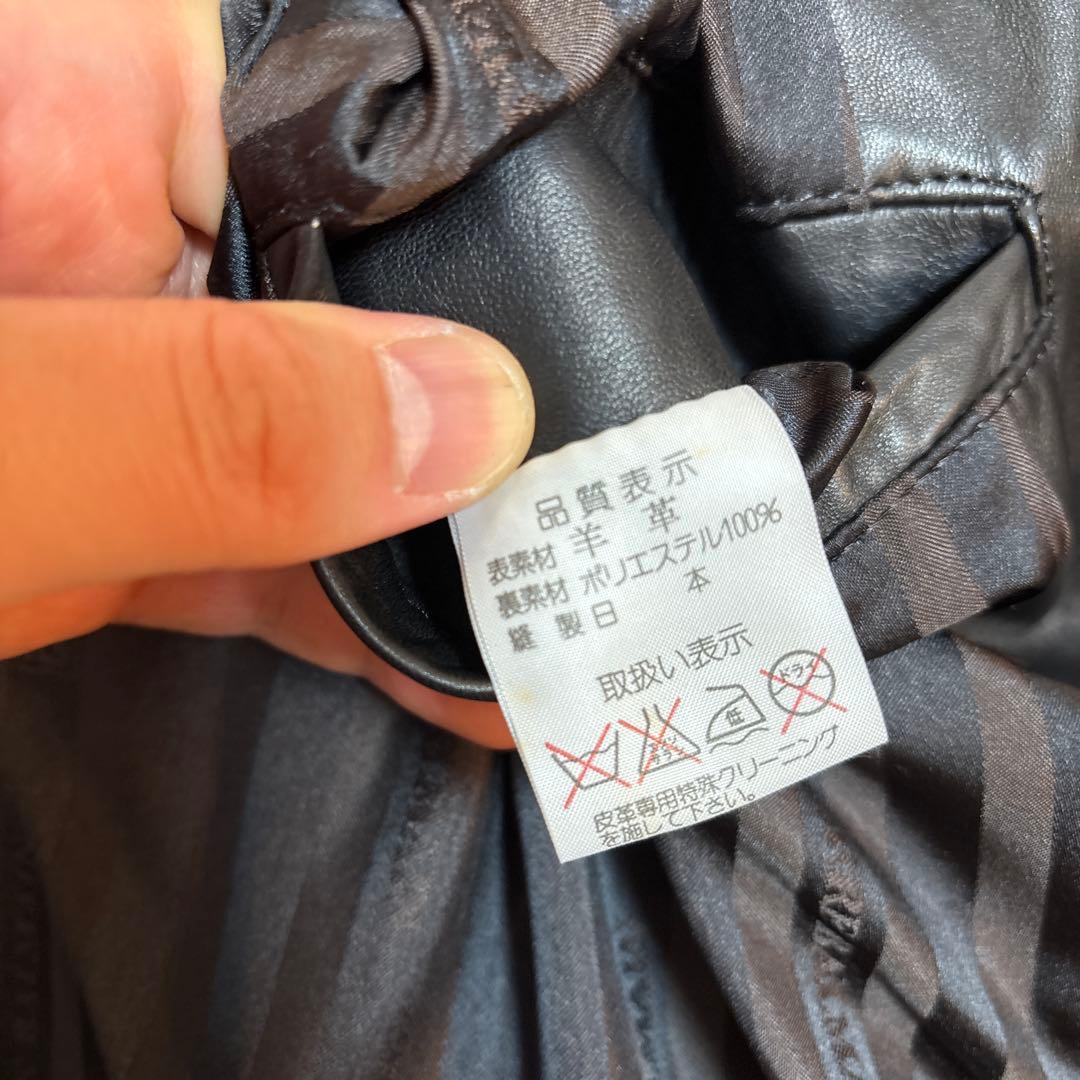 品質表示
表素材 羊 革
裏素材 ポリエステル100%
縫 製 日 本
取扱い表示
低
ドライ
皮革専用特殊クリーニング
を施して下さい。